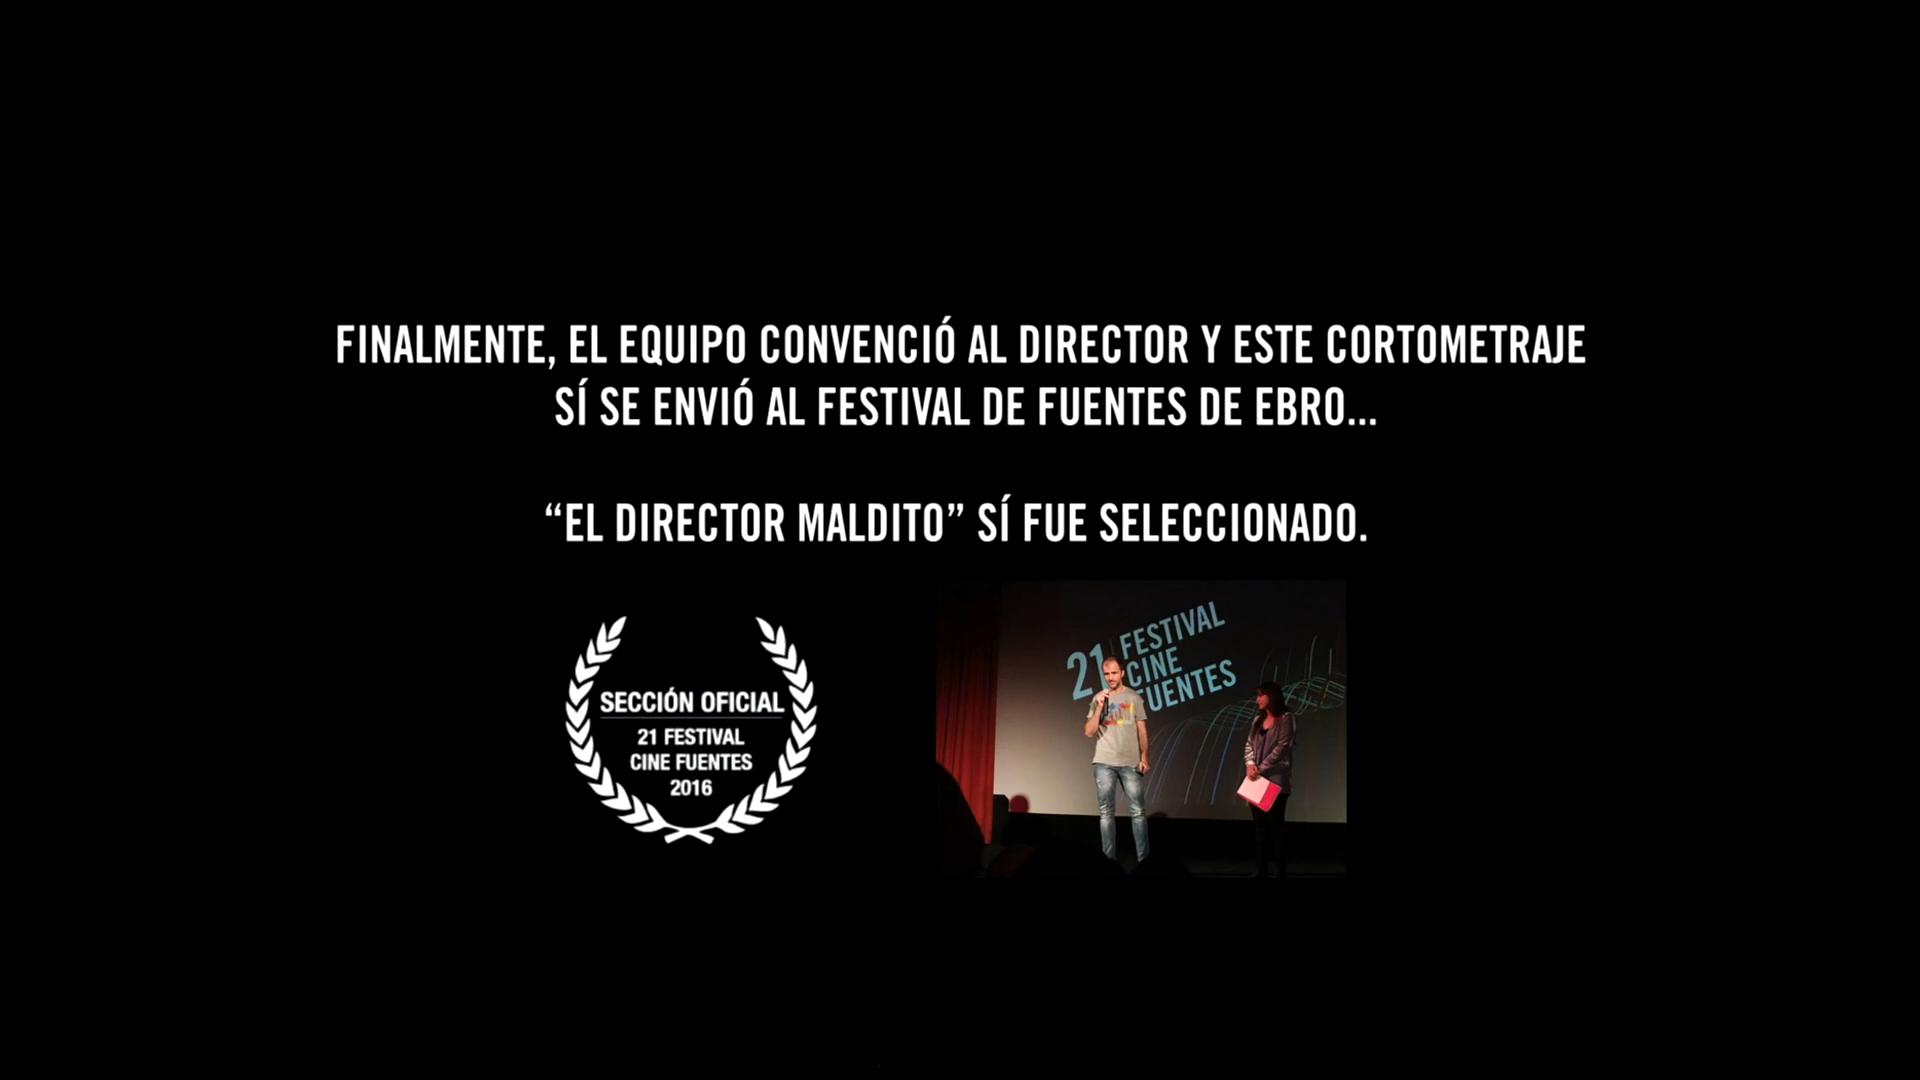 FINALMENTE, EL EQUIPO CONVENCIÓ AL DIRECTOR Y ESTE CORTOMETRAJE
SÍ SE ENVIÓ AL FESTIVAL DE FUENTES DE EBRO...
“EL DIRECTOR MALDITO” SÍ FUE SELECCIONADO.
SECCIÓN OFICIAL
21 FESTIVAL
CINE FUENTES
2016
21 FESTIVAL
CINE
FUENTES